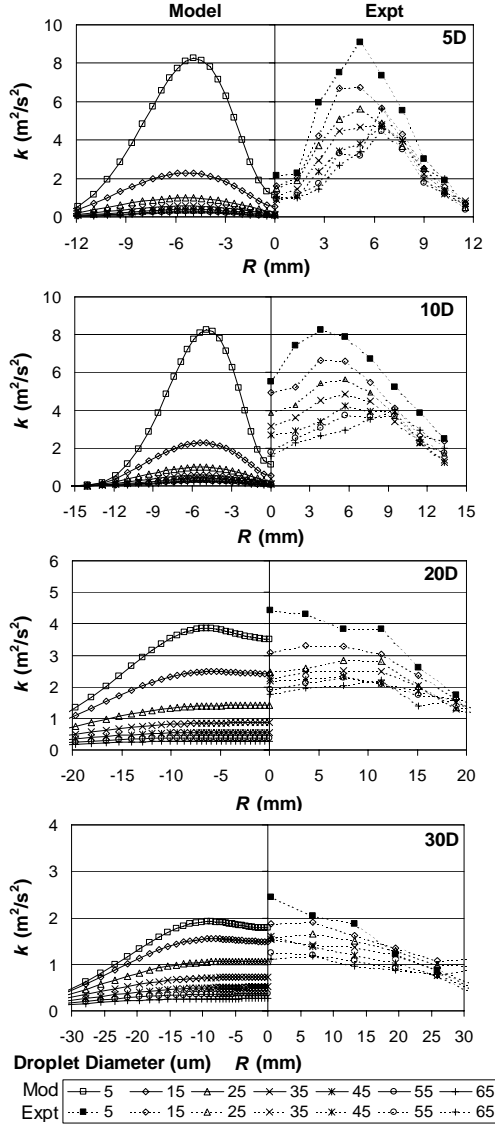 Model Expt
5D
10
8
6
4
2
0
k (m²/s²)
-12 -9 -6 -3 0 3 6 9 12
R (mm)
10D
10
8
6
4
2
0
k (m²/s²)
-15 -12 -9 -6 -3 0 3 6 9 12 15
R (mm)
20D
6
5
4
3
2
1
0
k (m²/s²)
-20 -15 -10 -5 0 5 10 15 20
R (mm)
30D
4
3
2
1
0
k (m²/s²)
-30 -25 -20 -15 -10 -5 0 5 10 15 20 25 30
Droplet Diameter (um) R (mm)
Mod 5 15 25 35 45 55 65
Expt 5 15 25 35 45 55 65